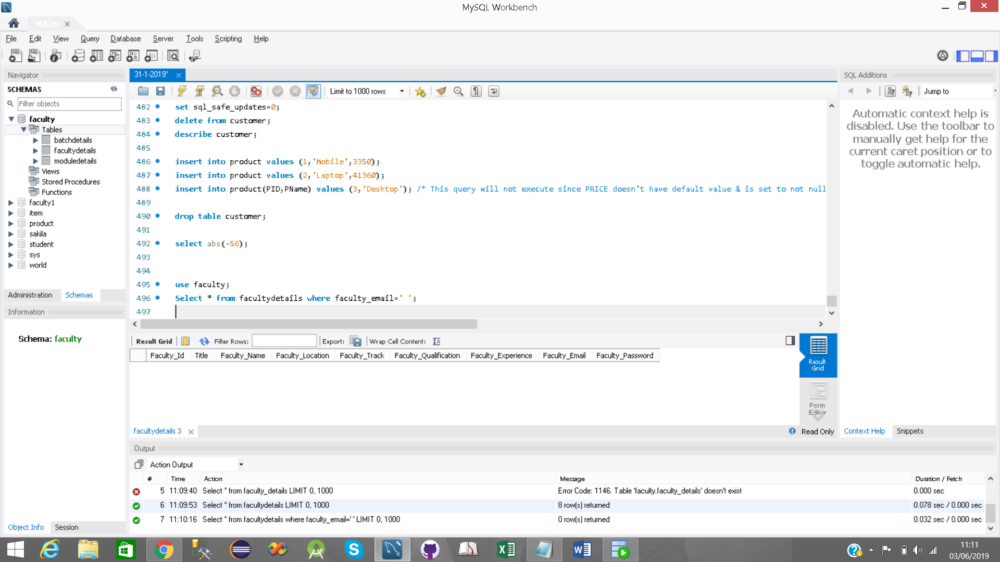 MySQL Workbench
MyCon
File Edit View Query Database Server Tools Scripting Help
Navigator
SCHEMAS
Filter objects
faculty
Tables
batchdetails
facultydetails
moduledetails
Views
Stored Procedures
Functions
faculty1
item
product
sakila
student
sys
world
Administration Schemas
Information
Schema: faculty
Object Info Session
31-1-2019*
Limit to 1000 rows
482 set sql_safe_updates=0;
483 delete from customer;
484 describe customer;
485
486 insert into product values (1,'Mobile',3350);
487 insert into product values (2,'Laptop',41360);
488 insert into product(PID,PName) values (3,'Desktop'); /* This query will not execute since PRICE doesn't have default value & is set to not null
489
490 drop table customer;
491
492 select abs(-56);
493
494
495 use faculty;
496 Select * from facultydetails where faculty_email=' ';
497
Result Grid Filter Rows: Export: Wrap Cell Content:
Faculty_Id Title Faculty_Name Faculty_Location Faculty_Track Faculty_Qualification Faculty_Experience Faculty_Email Faculty_Password
Result
Grid
Form
Editor
facultydetails 3
Read Only
SQL Additions
Jump to
Automatic context help is
disabled. Use the toolbar to
manually get help for the
current caret position or to
toggle automatic help.
Context Help Snippets
Output
Action Output
# Time Action Message Duration / Fetch
5 11:09:40 Select * from faculty_details LIMIT 0, 1000 Error Code: 1146. Table 'faculty.faculty_details' doesn't exist 0.000 sec
6 11:09:53 Select * from facultydetails LIMIT 0, 1000 8 row(s) returned 0.078 sec / 0.000 sec
7 11:10:16 Select * from facultydetails where faculty_email=' ' LIMIT 0, 1000 0 row(s) returned 0.032 sec / 0.000 sec
11:11
03/06/2019